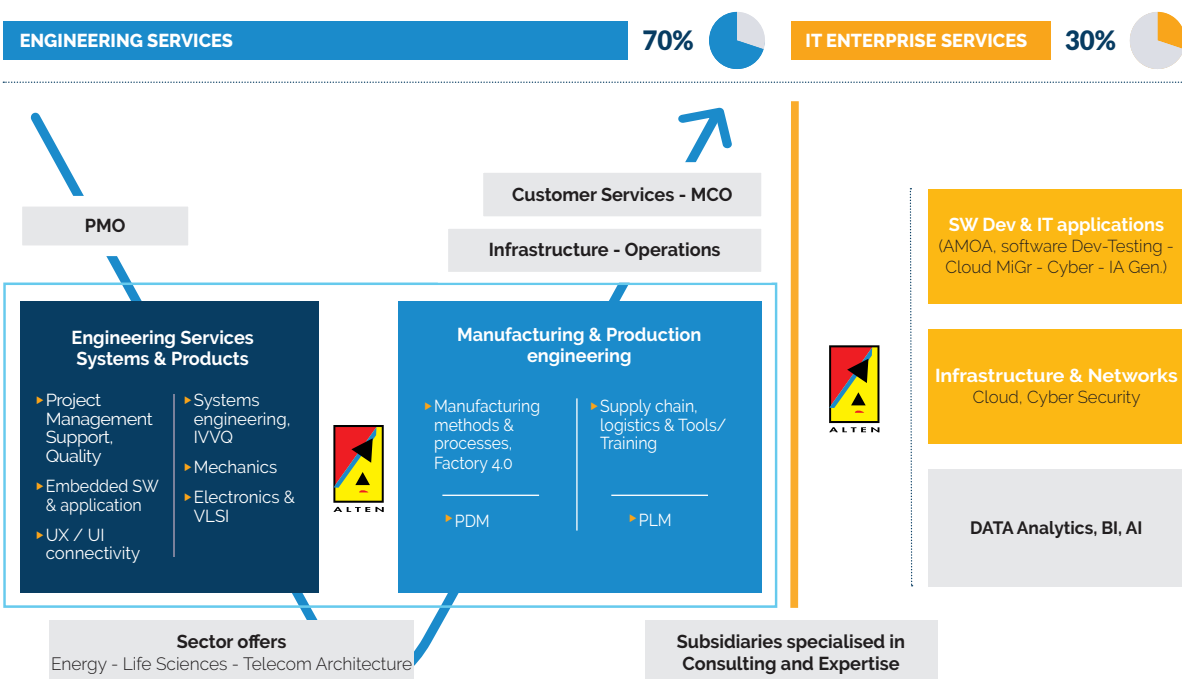 ENGINEERING SERVICES
70%
IT ENTERPRISE SERVICES
30%
PMO
Customer Services - MCO
Infrastructure - Operations
Engineering Services
Systems & Products
Project
Management
Support,
Quality
Embedded SW
& application
UX / UI
connectivity
Systems
engineering,
IVVQ
Mechanics
Electronics &
VLSI
ALTEN
Manufacturing & Production
engineering
Manufacturing
methods &
processes,
Factory 4.0
PDM
Supply chain,
logistics & Tools/
Training
PLM
Sector offers
Energy - Life Sciences - Telecom Architecture
Subsidiaries specialised in
Consulting and Expertise
ALTEN
SW Dev & IT applications
(AMOA, software Dev-Testing -
Cloud MiGr - Cyber - IA Gen.)
Infrastructure & Networks
Cloud, Cyber Security
DATA Analytics, BI, AI